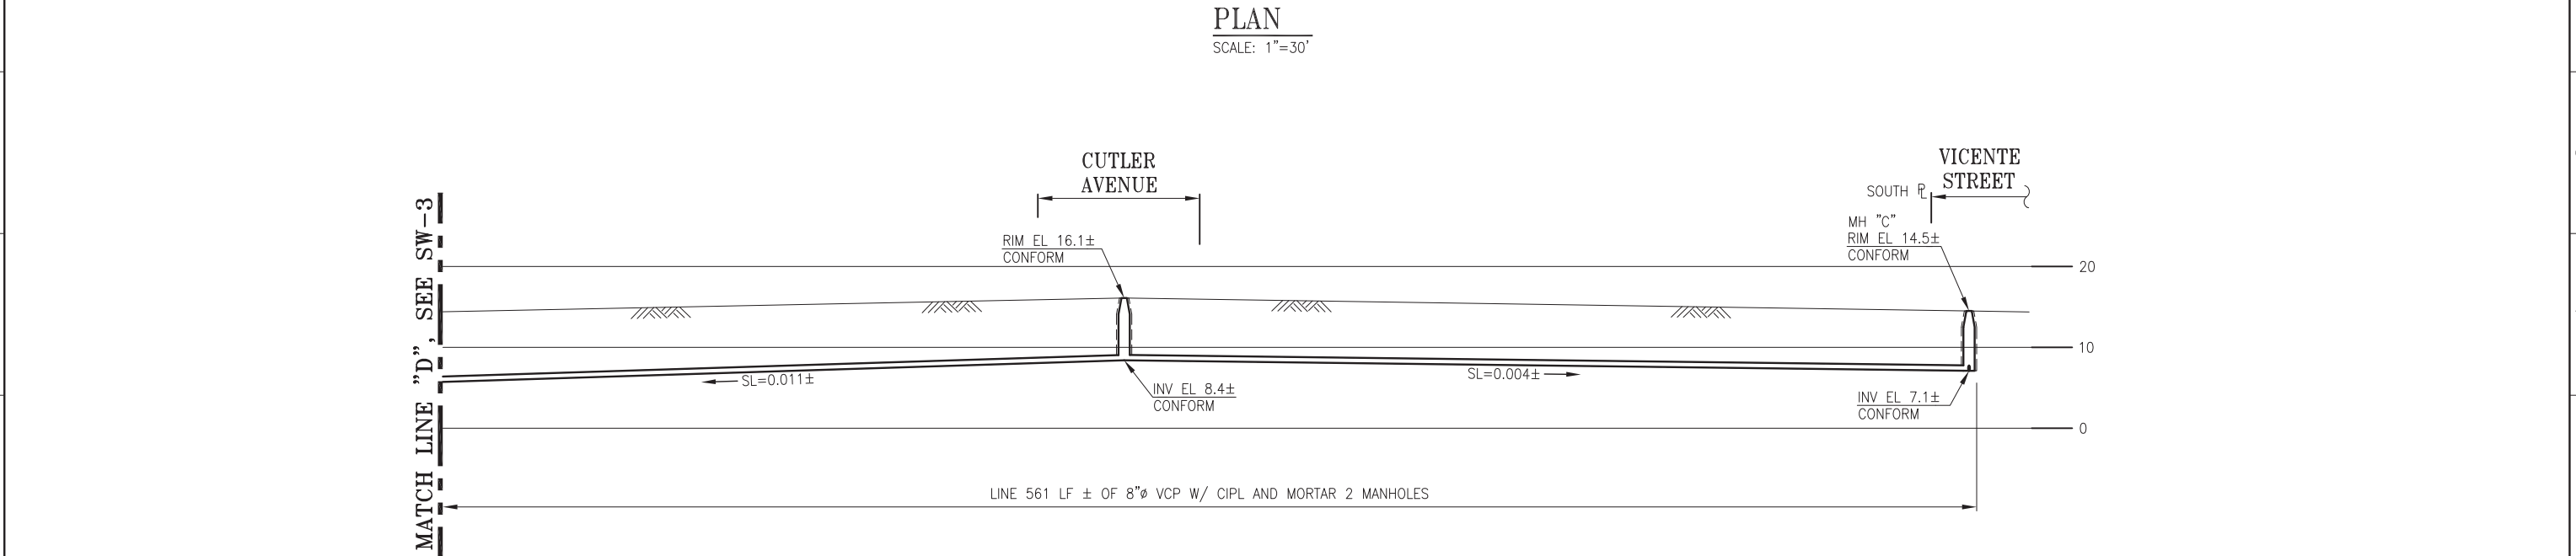 PLAN
SCALE: 1"=30'
CUTLER
AVENUE
VICENTE
STREET
SOUTH ⅊
MH "C"
RIM EL 14.5±
CONFORM
RIM EL 16.1±
CONFORM
20
10
0
SL=0.011±
SL=0.004±
INV EL 8.4±
CONFORM
INV EL 7.1±
CONFORM
LINE 561 LF ± OF 8"ø VCP W/ CIPL AND MORTAR 2 MANHOLES
MATCH LINE "D", SEE SW-3